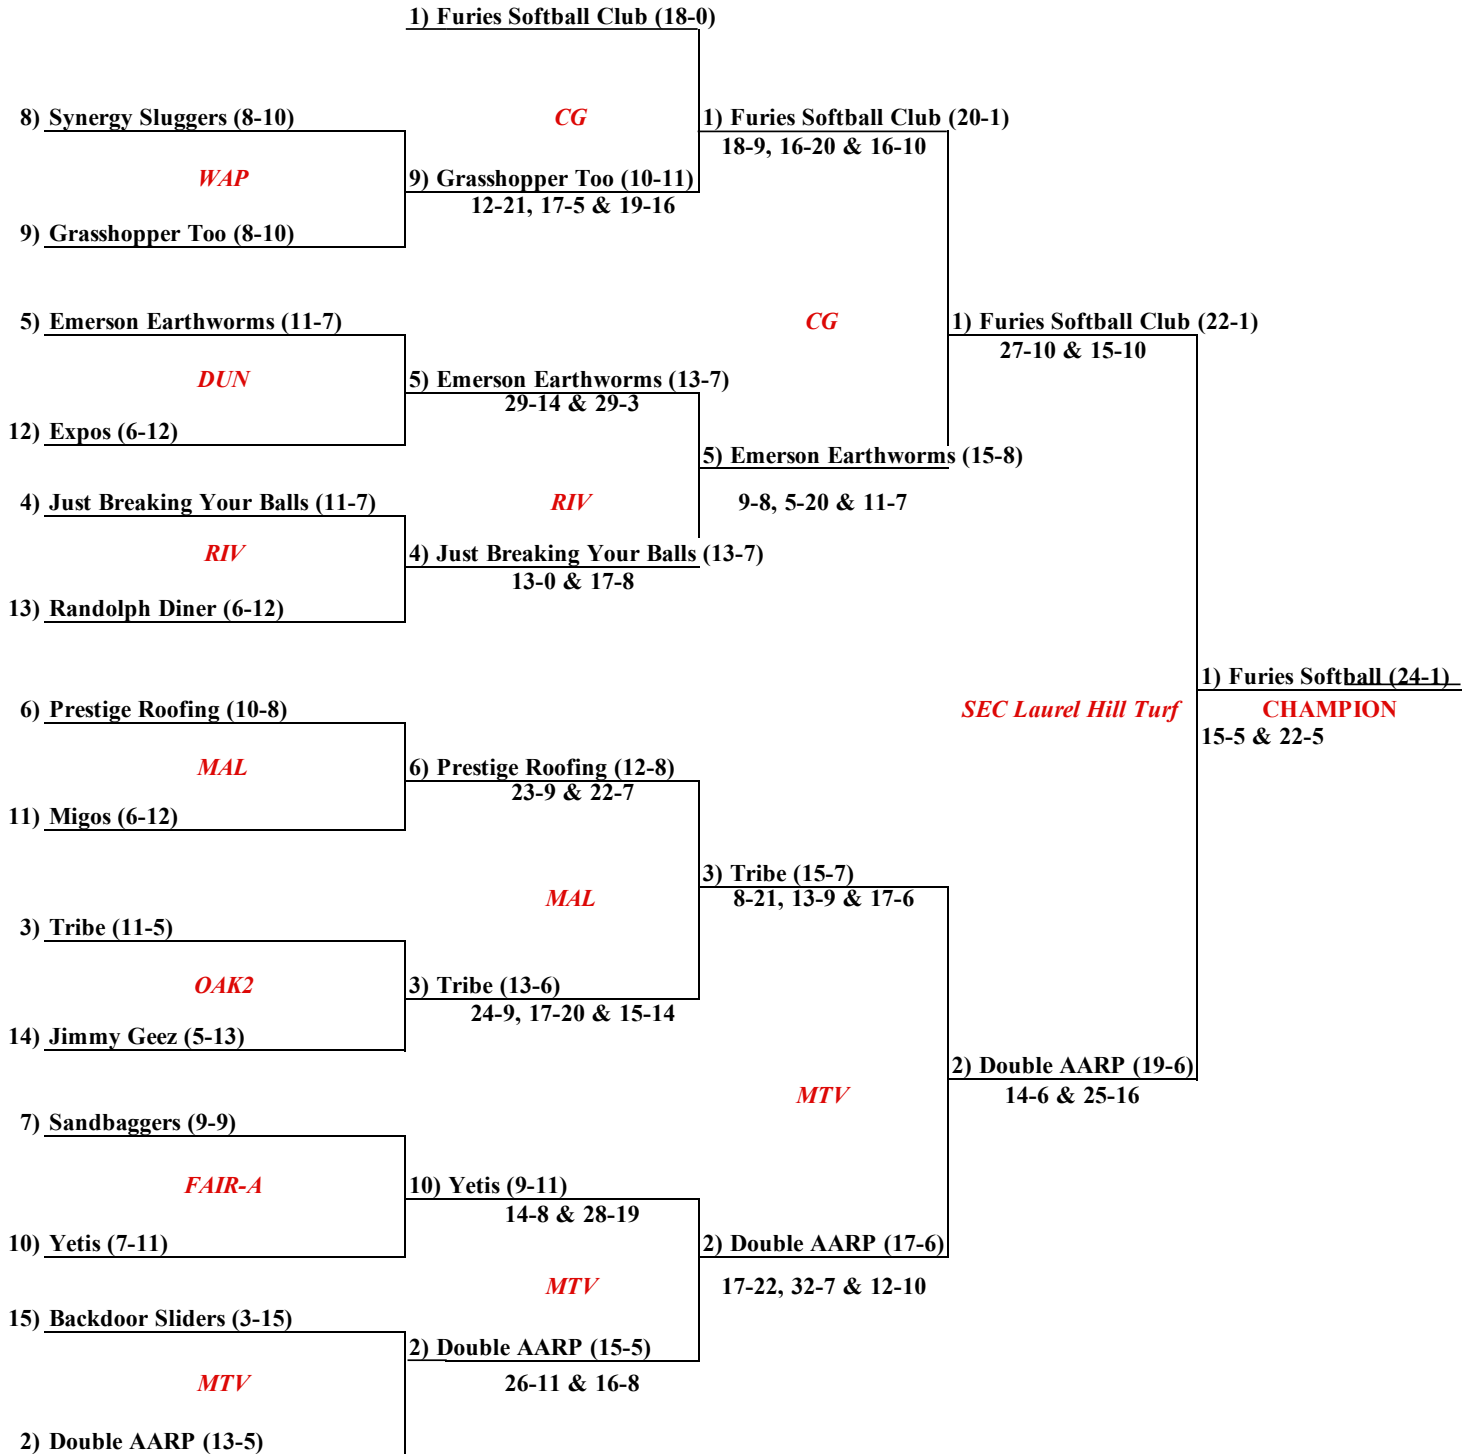 1) Furies Softball Club (18-0)
8) Synergy Sluggers (8-10)
CG
1) Furies Softball Club (20-1)
18-9, 16-20 & 16-10
WAP
9) Grasshopper Too (10-11)
12-21, 17-5 & 19-16
9) Grasshopper Too (8-10)
5) Emerson Earthworms (11-7)
CG
1) Furies Softball Club (22-1)
27-10 & 15-10
DUN
5) Emerson Earthworms (13-7)
29-14 & 29-3
12) Expos (6-12)
5) Emerson Earthworms (15-8)
4) Just Breaking Your Balls (11-7)
RIV
9-8, 5-20 & 11-7
RIV
4) Just Breaking Your Balls (13-7)
13-0 & 17-8
13) Randolph Diner (6-12)
1) Furies Softball (24-1)
6) Prestige Roofing (10-8)
SEC Laurel Hill Turf
CHAMPION
15-5 & 22-5
MAL
6) Prestige Roofing (12-8)
23-9 & 22-7
11) Migos (6-12)
3) Tribe (15-7)
8-21, 13-9 & 17-6
MAL
3) Tribe (11-5)
OAK2
3) Tribe (13-6)
24-9, 17-20 & 15-14
14) Jimmy Geez (5-13)
2) Double AARP (19-6)
14-6 & 25-16
MTV
7) Sandbaggers (9-9)
FAIR-A
10) Yetis (9-11)
14-8 & 28-19
10) Yetis (7-11)
2) Double AARP (17-6)
MTV
17-22, 32-7 & 12-10
15) Backdoor Sliders (3-15)
2) Double AARP (15-5)
MTV
26-11 & 16-8
2) Double AARP (13-5)